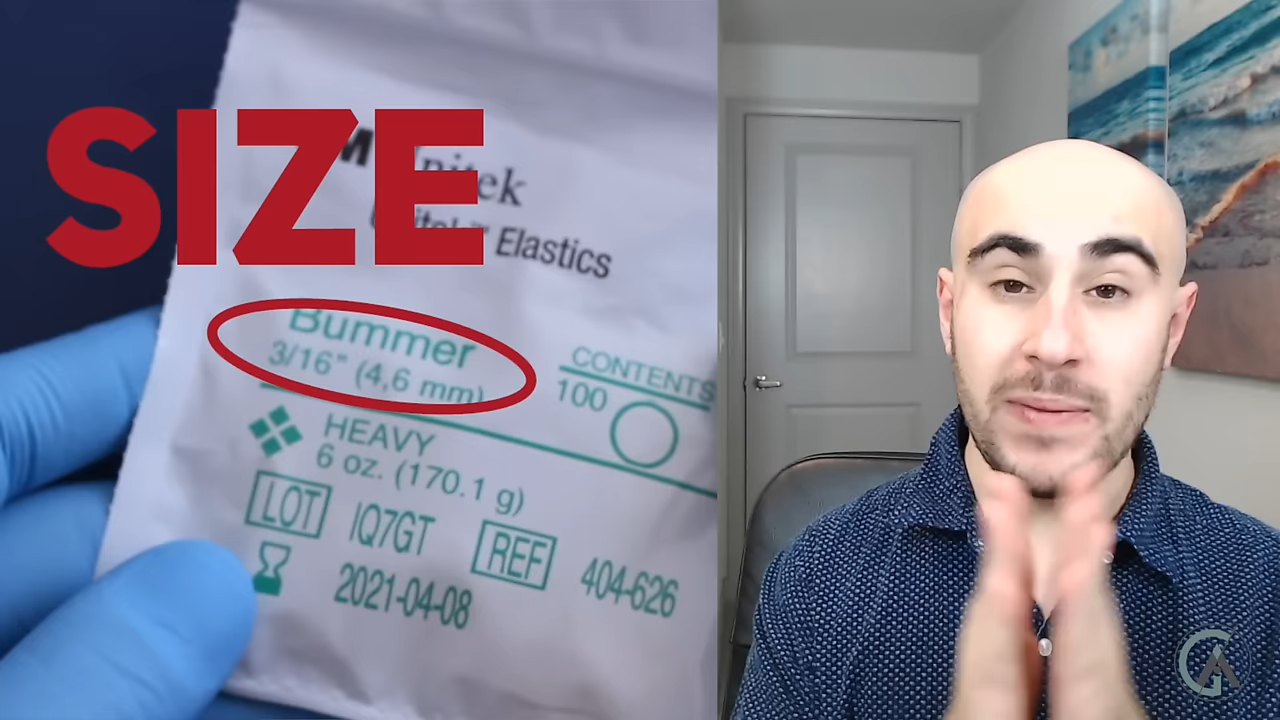 SIZE
Elastics
Bummer
3/16" (4,6 mm)
CONTENTS
100
HEAVY
6 oz. (170.1 g)
LOT IQ7GT
REF 404-626
2021-04-08